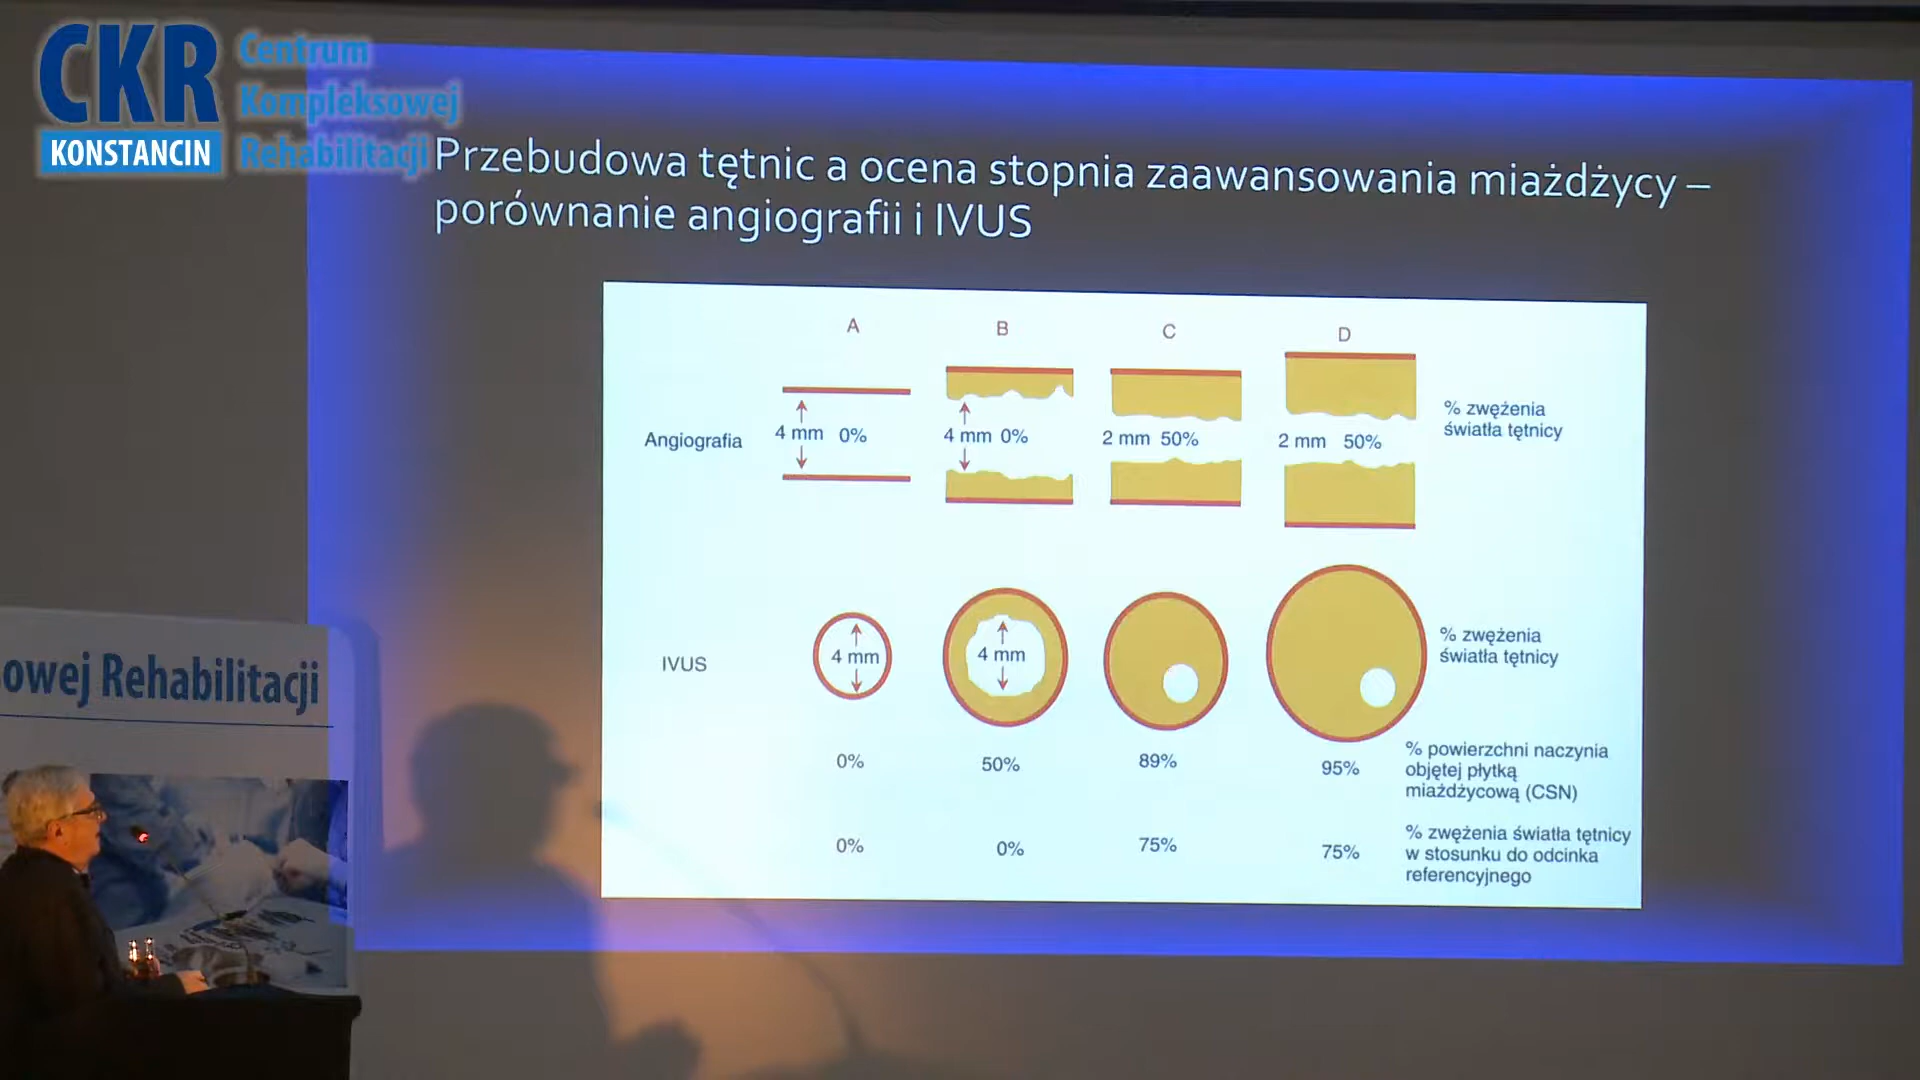 CKR
KONSTANCIN
Centrum
Kompleksowej
Rehabilitacji
Przebudowa tętnic a ocena stopnia zaawansowania miażdżycy –
porównanie angiografii i IVUS
A B C D
Angiografia
4 mm 0%
4 mm 0%
2 mm 50%
2 mm 50%
% zwężenia
światła tętnicy
IVUS
4 mm
4 mm
% zwężenia
światła tętnicy
0% 50% 89% 95%
% powierzchni naczynia
objętej płytką
miażdżycową (CSN)
0% 0% 75% 75%
% zwężenia światła tętnicy
w stosunku do odcinka
referencyjnego
owej Rehabilitacji